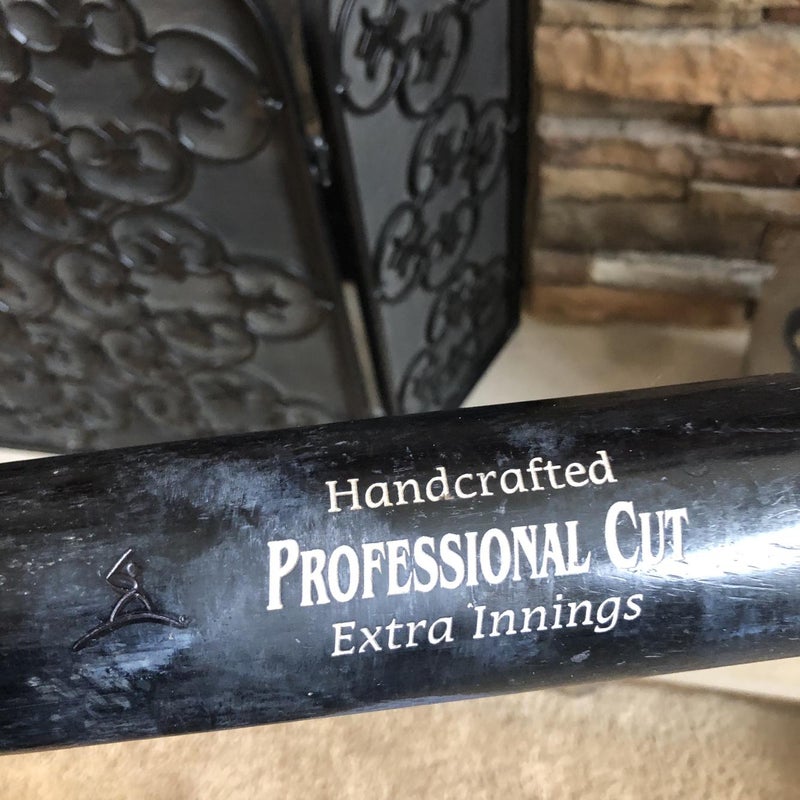 Handcrafted
PROFESSIONAL CUT
Extra Innings